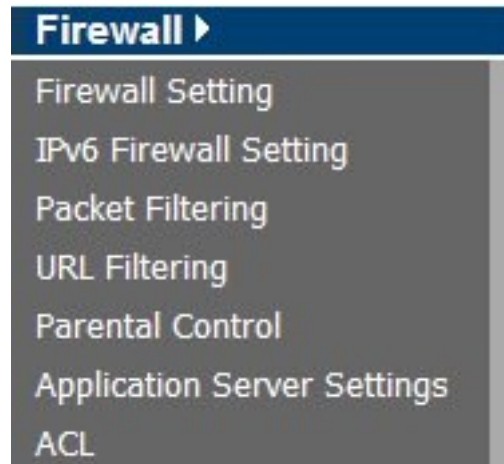 Firewall
Firewall Setting
IPv6 Firewall Setting
Packet Filtering
URL Filtering
Parental Control
Application Server Settings
ACL